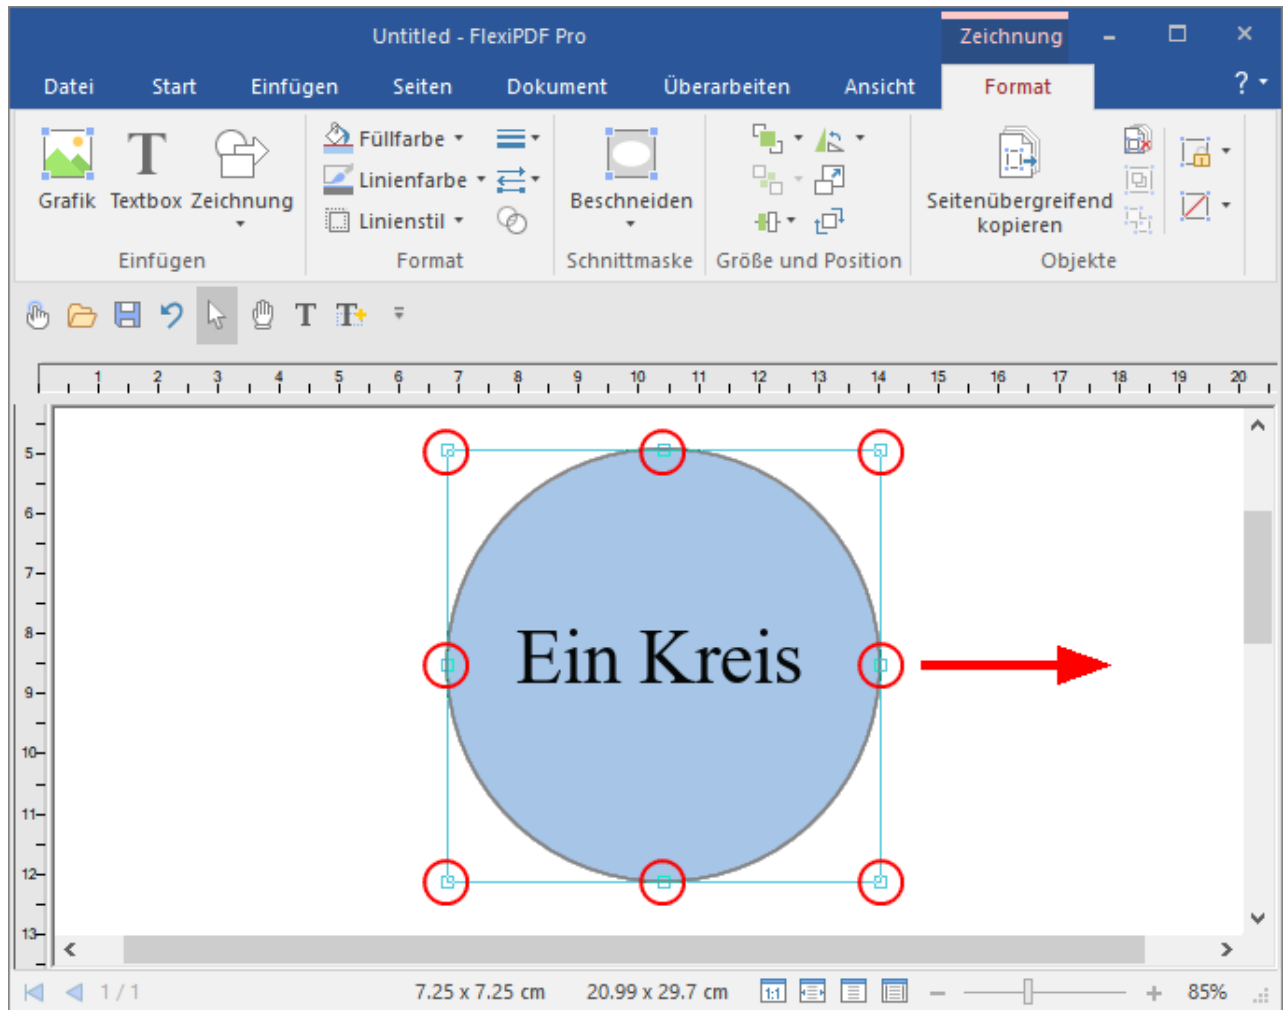 Untitled - FlexiPDF Pro
Zeichnung
Datei Start Einfügen Seiten Dokument Überarbeiten Ansicht Format ?
Grafik Textbox Zeichnung
Füllfarbe
Linienfarbe
Linienstil
Beschneiden
Seitenübergreifend
kopieren
Einfügen Format Schnittmaske Größe und Position Objekte
T T
1 2 3 4 5 6 7 8 9 10 11 12 13 14 15 16 17 18 19 20
5
6
7
8
9
10
11
12
13
Ein Kreis
1 / 1 7.25 x 7.25 cm 20.99 x 29.7 cm 1:1 85%